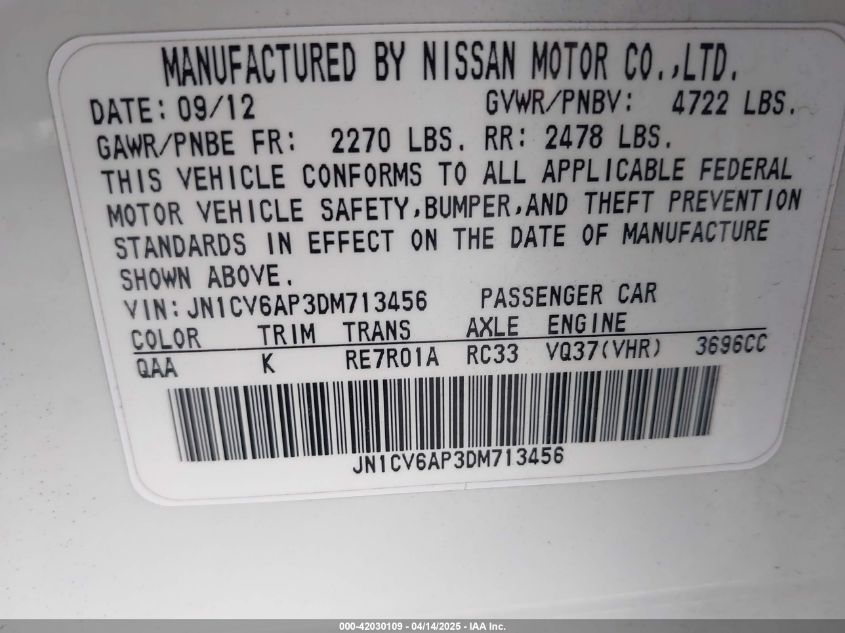 MANUFACTURED BY NISSAN MOTOR CO.,LTD.
DATE: 09/12 GVWR/PNBV: 4722 LBS.
GAWR/PNBE FR: 2270 LBS. RR: 2478 LBS.
THIS VEHICLE CONFORMS TO ALL APPLICABLE FEDERAL
MOTOR VEHICLE SAFETY,BUMPER,AND THEFT PREVENTION
STANDARDS IN EFFECT ON THE DATE OF MANUFACTURE
SHOWN ABOVE.
VIN:JN1CV6AP3DM713456 PASSENGER CAR
COLOR TRIM TRANS AXLE ENGINE
QAA K RE7R01A RC33 VQ37(VHR) 3696CC
JN1CV6AP3DM713456
000-42030109 - 04/14/2025 - IAA Inc.